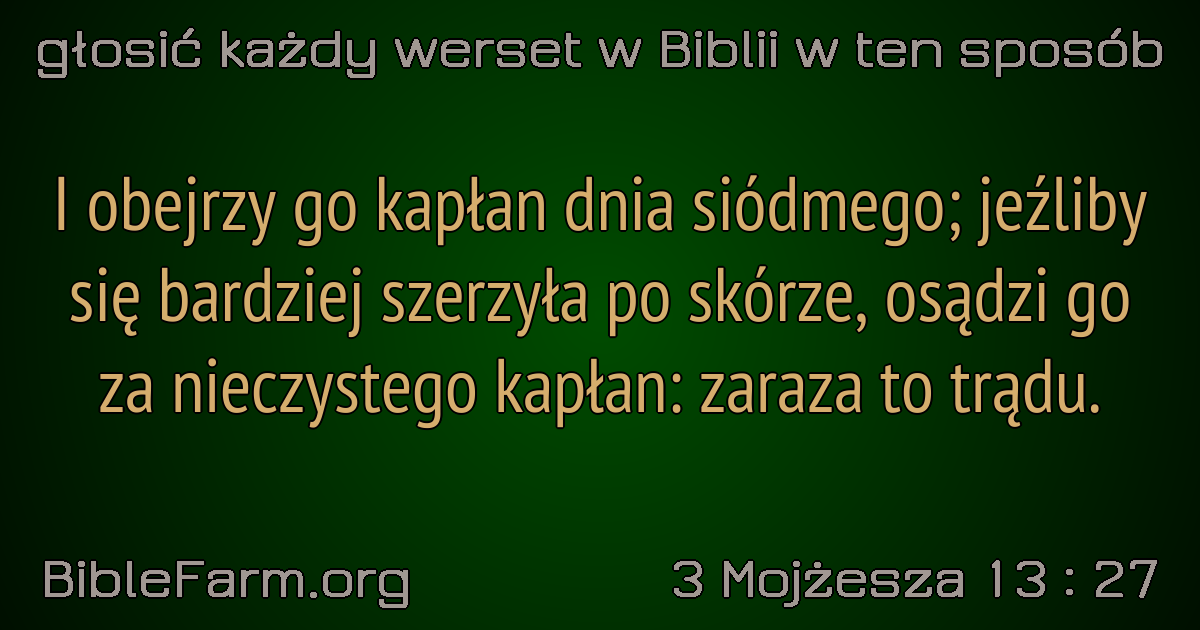 głosić każdy werset w Biblii w ten sposób
I obejrzy go kapłan dnia siódmego; jeźliby
się bardziej szerzyła po skórze, osądzi go
za nieczystego kapłan: zaraza to trądu.
BibleFarm.org
3 Mojżesza 13 : 27